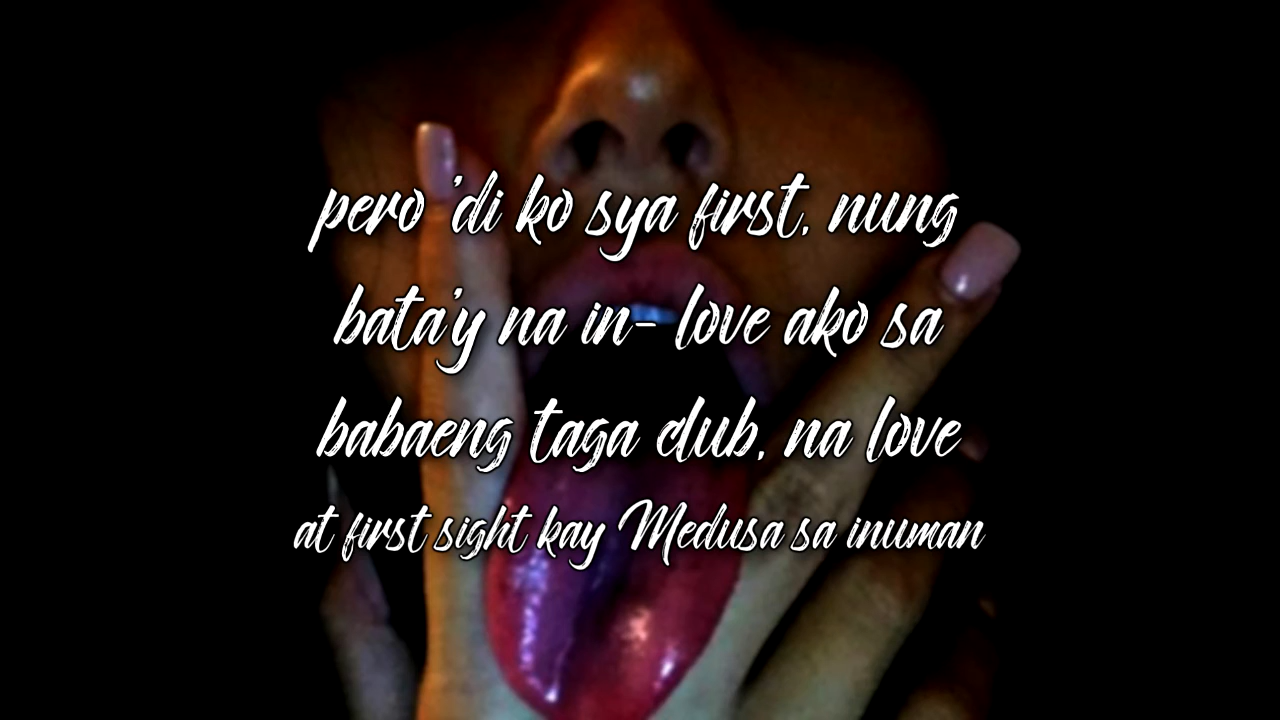 pero 'di ko sya first, nung
bata'y na in- love ako sa
babaeng taga club, na love
at first sight kay Medusa sa inuman